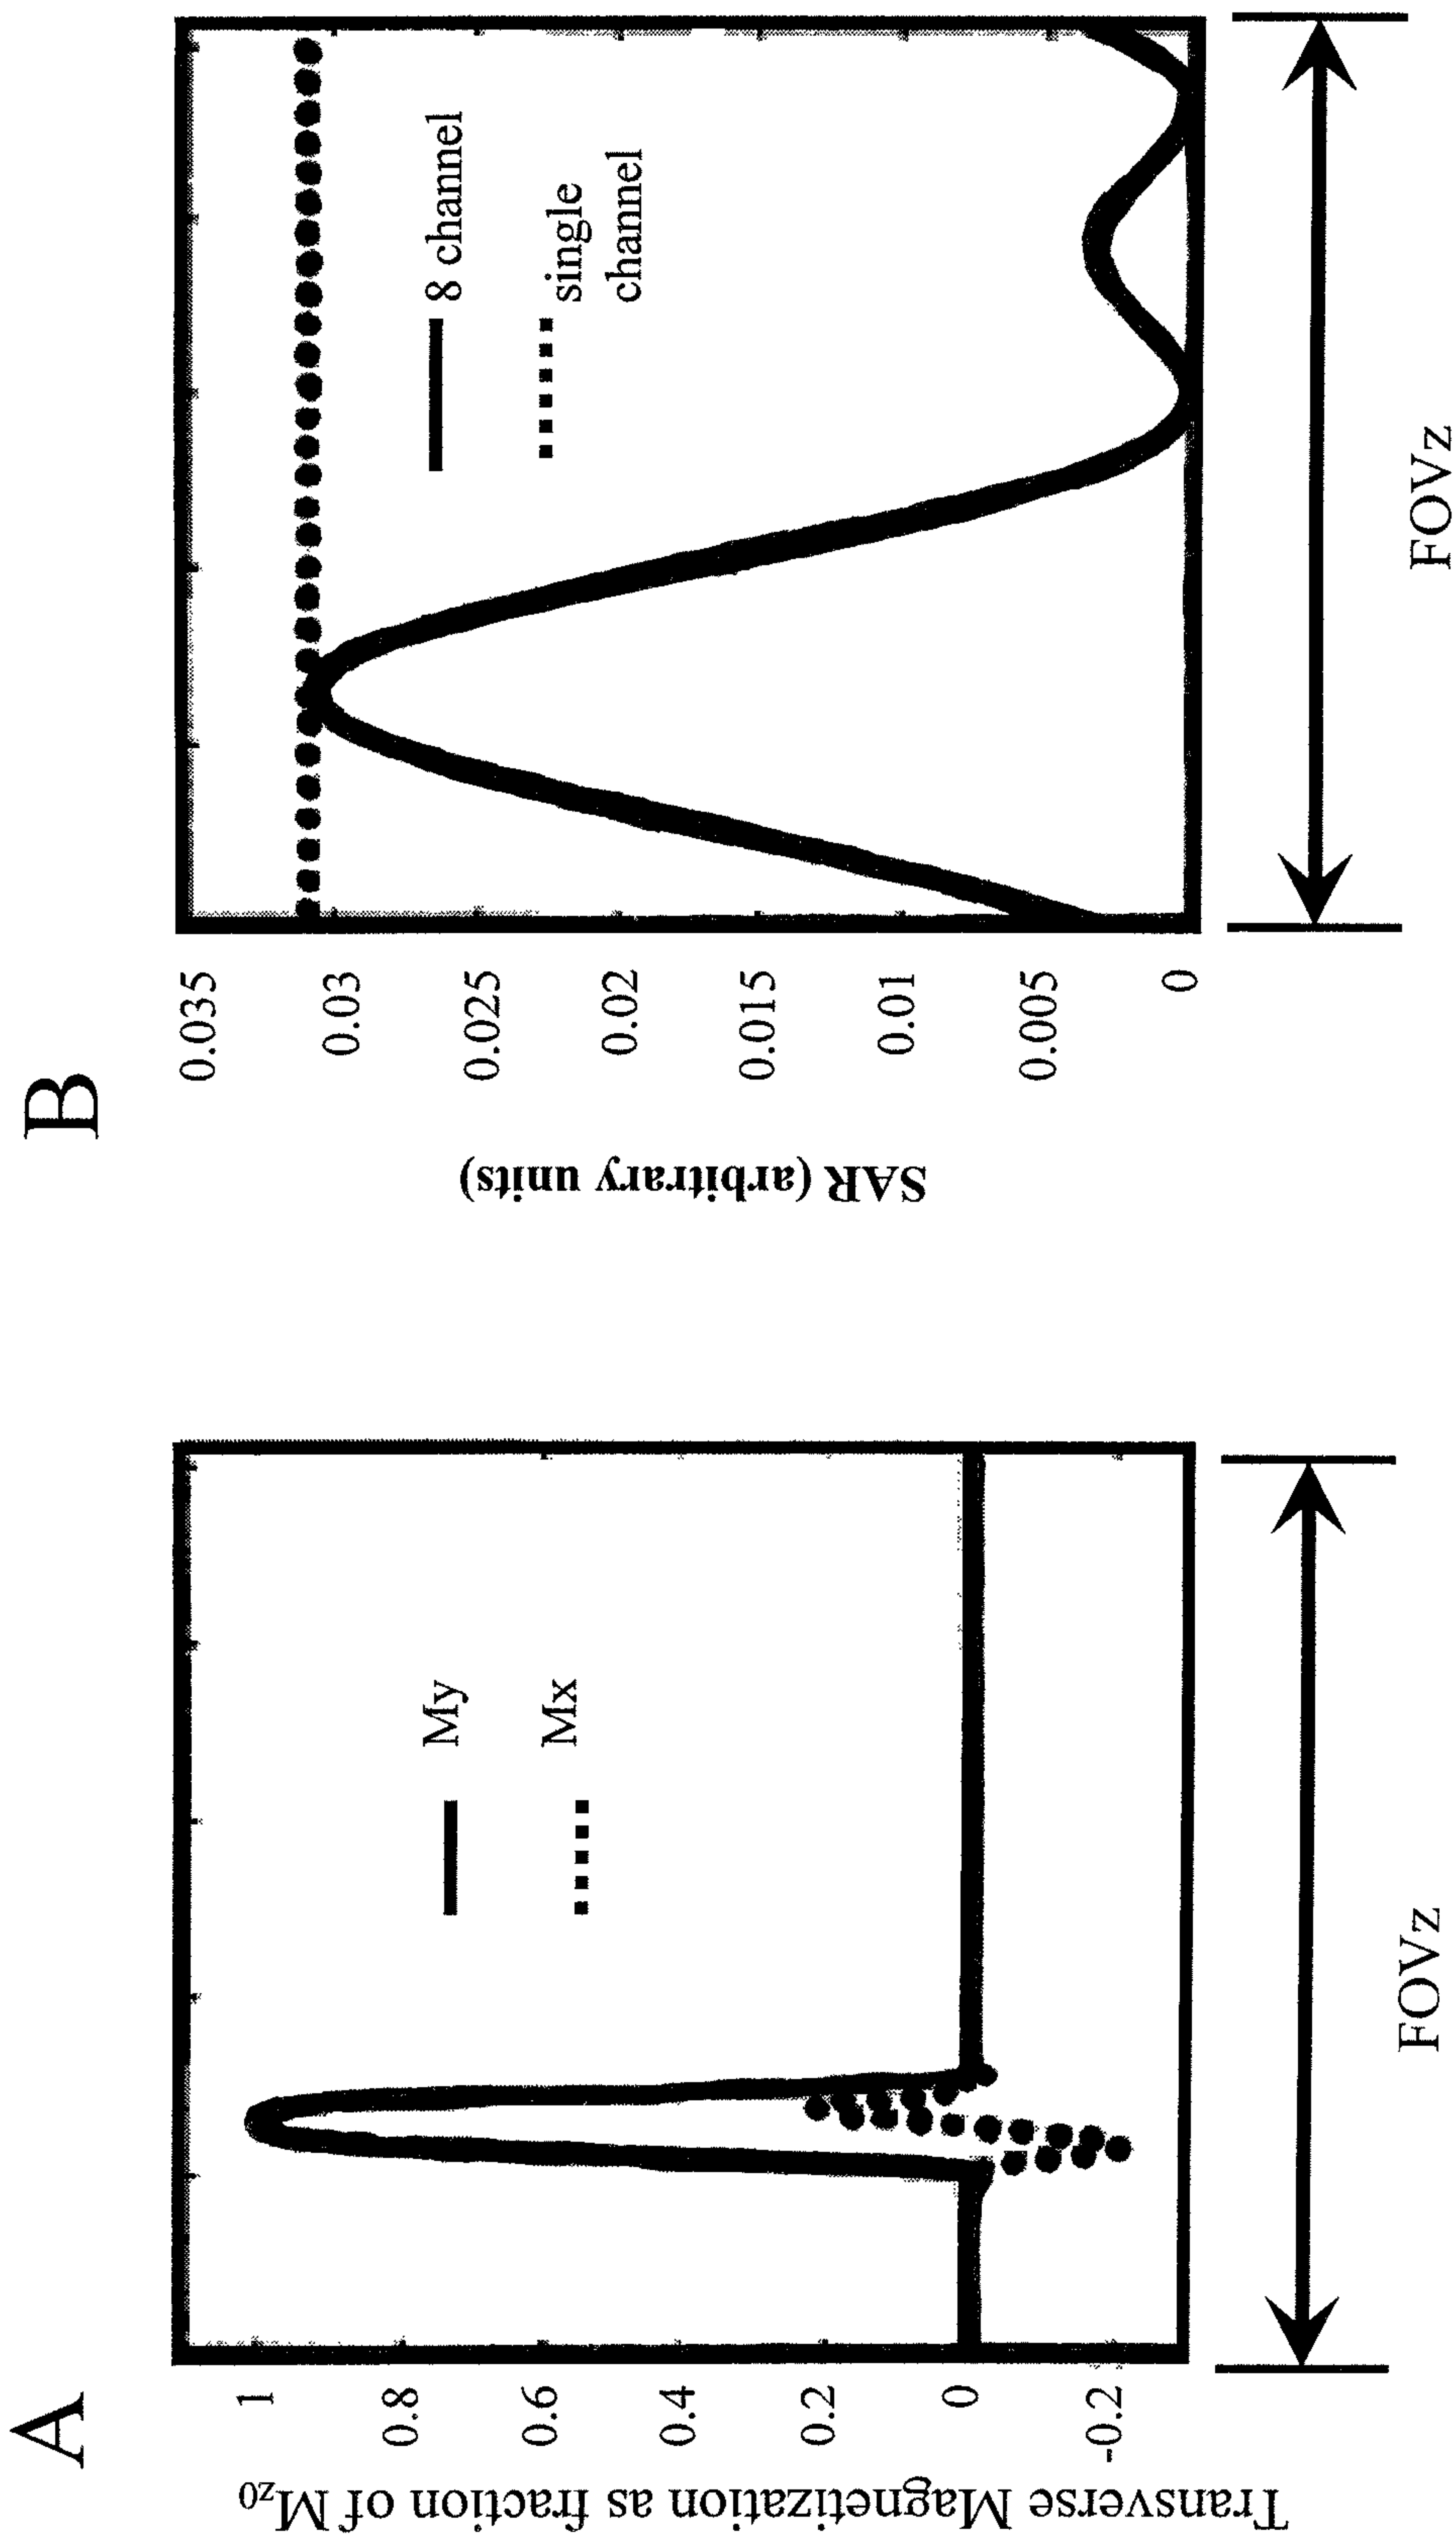 A
Transverse Magnetization as fraction of Mz0
1
0.8
0.6
0.4
0.2
0
-0.2
My
Mx
FOVz
B
SAR (arbitrary units)
0.035
0.03
0.025
0.02
0.015
0.01
0.005
0
8 channel
single
channel
FOVz